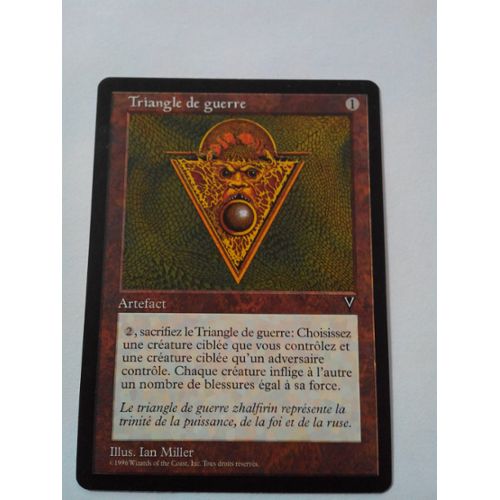 Triangle de guerre 1
Artefact V
2, sacrifiez le Triangle de guerre: Choisissez
une créature ciblée que vous contrôlez et
une créature ciblée qu'un adversaire
contrôle. Chaque créature inflige à l'autre
un nombre de blessures égal à sa force.
Le triangle de guerre zhalfirin représente la
trinité de la puissance, de la foi et de la ruse.
Illus. Ian Miller
©1996 Wizards of the Coast, Inc. Tous droits réservés.